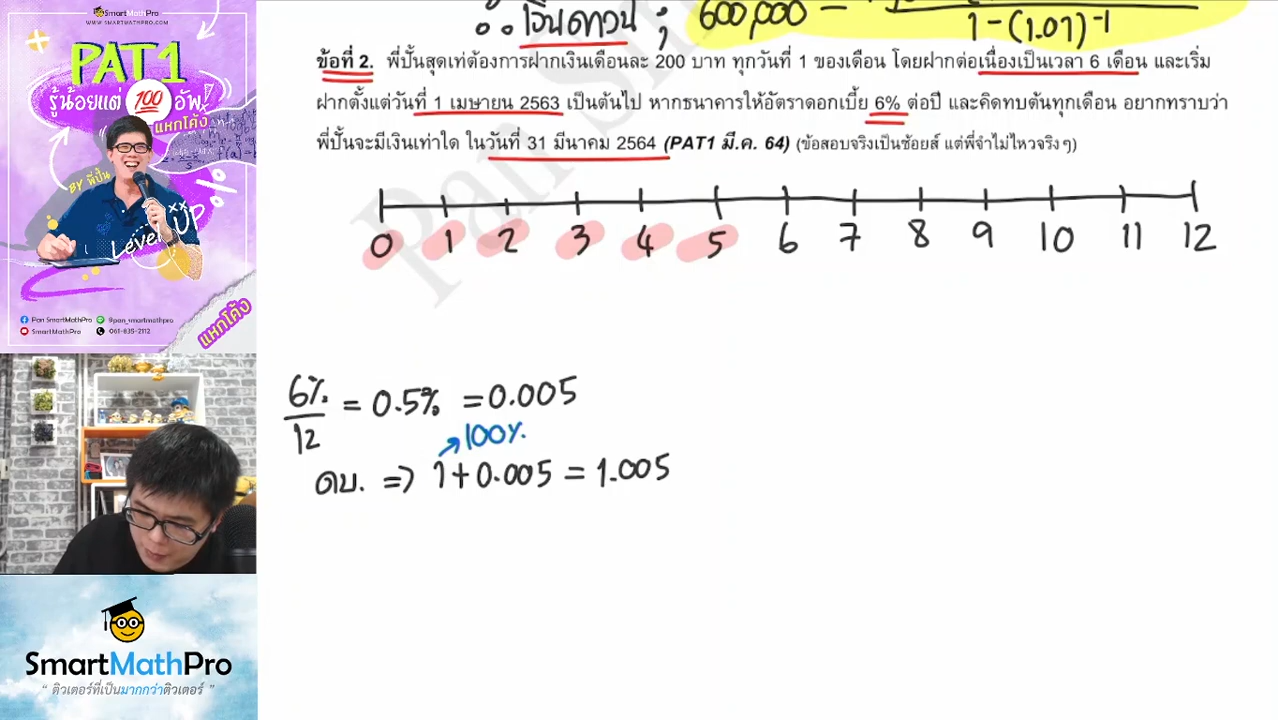 SmartMathPro
WWW.SMARTMATHPRO.COM
PAT1
รู้น้อยแต่ 100 อัพ
แหกโค้ง
BY พี่ปั้น
Level UP
แหกโค้ง
Pan SmartMathPro @pan_smartmathpro
SmartMathPro 061-835-2112
SmartMathPro
“ ติวเตอร์ที่เป็นมากกว่าติวเตอร์ ”
∴ เงินดาวน์ ; 600,000 =
1-(1.01)⁻¹
ข้อที่ 2. พี่ปั้นสุดเท่ต้องการฝากเงินเดือนละ 200 บาท ทุกวันที่ 1 ของเดือน โดยฝากต่อเนื่องเป็นเวลา 6 เดือน และเริ่ม
ฝากตั้งแต่วันที่ 1 เมษายน 2563 เป็นต้นไป หากธนาคารให้อัตราดอกเบี้ย 6% ต่อปี และคิดทบต้นทุกเดือน อยากทราบว่า
พี่ปั้นจะมีเงินเท่าใด ในวันที่ 31 มีนาคม 2564 (PAT1 มี.ค. 64) (ข้อสอบจริงเป็นช้อยส์ แต่พี่จำไม่ไหวจริงๆ)
0 1 2 3 4 5 6 7 8 9 10 11 12
6%/12 = 0.5% = 0.005
100%
ดบ. => 1+0.005 = 1.005